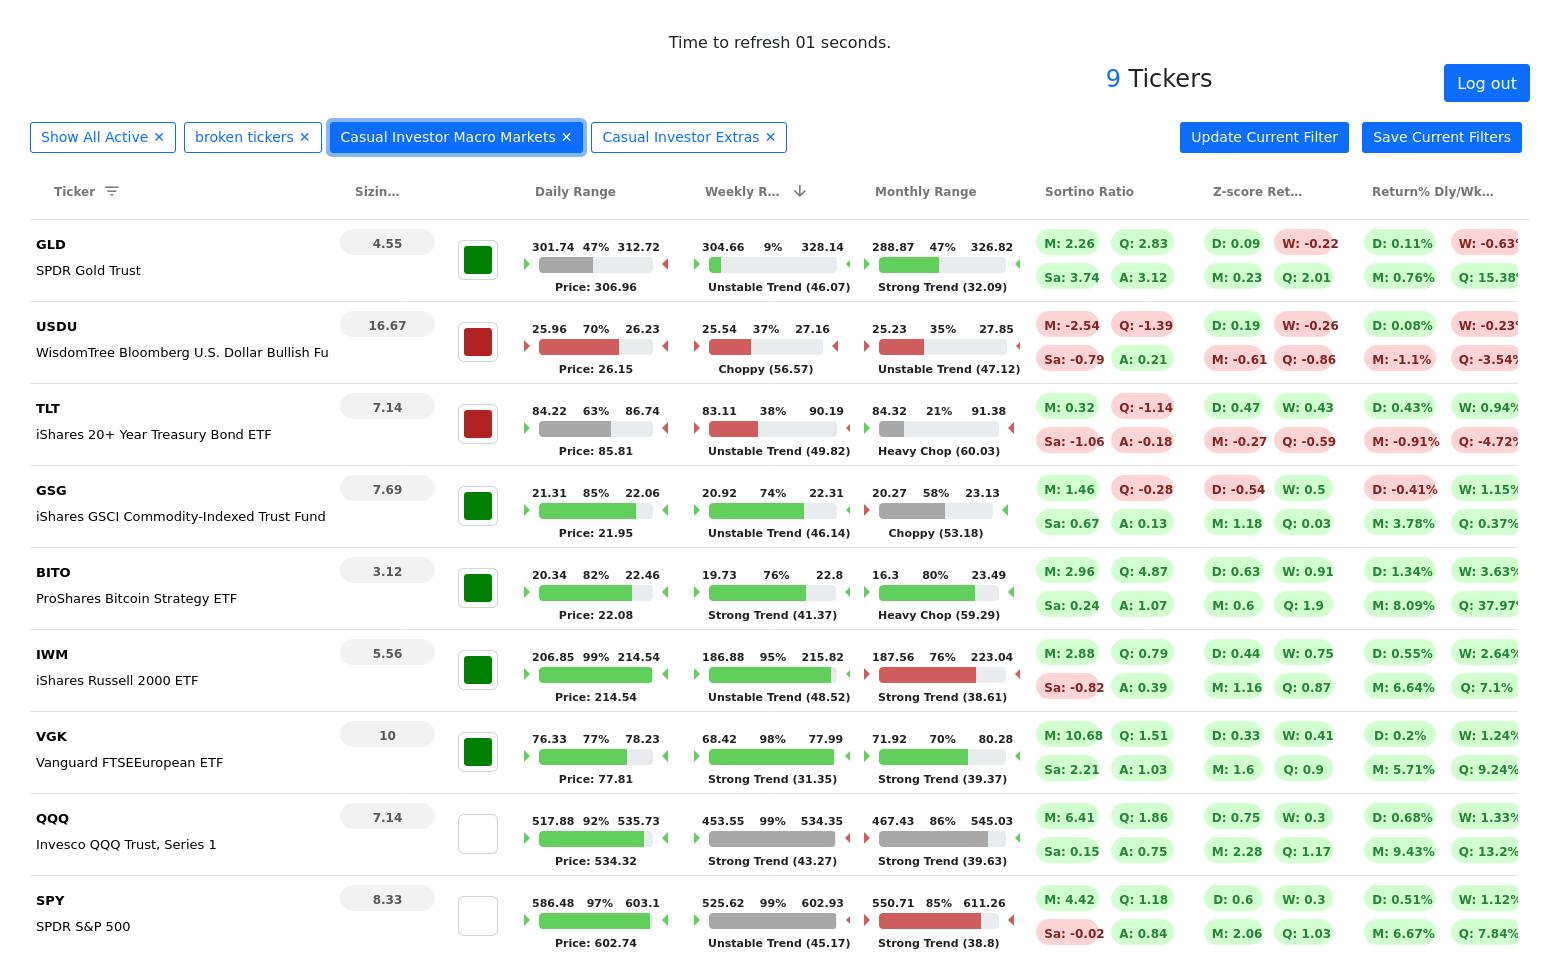 Time to refresh 01 seconds.
9 Tickers
Log out
Show All Active ✕ broken tickers ✕ Casual Investor Macro Markets ✕ Casual Investor Extras ✕ Update Current Filter Save Current Filters
Ticker Sizin... Daily Range Weekly R... Monthly Range Sortino Ratio Z-score Ret... Return% Dly/Wk...
GLD 4.55 301.74 47% 312.72 304.66 9% 328.14 288.87 47% 326.82 M: 2.26 Q: 2.83 D: 0.09 W: -0.22 D: 0.11% W: -0.63%
SPDR Gold Trust Price: 306.96 Unstable Trend (46.07) Strong Trend (32.09) Sa: 3.74 A: 3.12 M: 0.23 Q: 2.01 M: 0.76% Q: 15.38%
USDU 16.67 25.96 70% 26.23 25.54 37% 27.16 25.23 35% 27.85 M: -2.54 Q: -1.39 D: 0.19 W: -0.26 D: 0.08% W: -0.23%
WisdomTree Bloomberg U.S. Dollar Bullish Fu Price: 26.15 Choppy (56.57) Unstable Trend (47.12) Sa: -0.79 A: 0.21 M: -0.61 Q: -0.86 M: -1.1% Q: -3.54%
TLT 7.14 84.22 63% 86.74 83.11 38% 90.19 84.32 21% 91.38 M: 0.32 Q: -1.14 D: 0.47 W: 0.43 D: 0.43% W: 0.94%
iShares 20+ Year Treasury Bond ETF Price: 85.81 Unstable Trend (49.82) Heavy Chop (60.03) Sa: -1.06 A: -0.18 M: -0.27 Q: -0.59 M: -0.91% Q: -4.72%
GSG 7.69 21.31 85% 22.06 20.92 74% 22.31 20.27 58% 23.13 M: 1.46 Q: -0.28 D: -0.54 W: 0.5 D: -0.41% W: 1.15%
iShares GSCI Commodity-Indexed Trust Fund Price: 21.95 Unstable Trend (46.14) Choppy (53.18) Sa: 0.67 A: 0.13 M: 1.18 Q: 0.03 M: 3.78% Q: 0.37%
BITO 3.12 20.34 82% 22.46 19.73 76% 22.8 16.3 80% 23.49 M: 2.96 Q: 4.87 D: 0.63 W: 0.91 D: 1.34% W: 3.63%
ProShares Bitcoin Strategy ETF Price: 22.08 Strong Trend (41.37) Heavy Chop (59.29) Sa: 0.24 A: 1.07 M: 0.6 Q: 1.9 M: 8.09% Q: 37.97%
IWM 5.56 206.85 99% 214.54 186.88 95% 215.82 187.56 76% 223.04 M: 2.88 Q: 0.79 D: 0.44 W: 0.75 D: 0.55% W: 2.64%
iShares Russell 2000 ETF Price: 214.54 Unstable Trend (48.52) Strong Trend (38.61) Sa: -0.82 A: 0.39 M: 1.16 Q: 0.87 M: 6.64% Q: 7.1%
VGK 10 76.33 77% 78.23 68.42 98% 77.99 71.92 70% 80.28 M: 10.68 Q: 1.51 D: 0.33 W: 0.41 D: 0.2% W: 1.24%
Vanguard FTSEEuropean ETF Price: 77.81 Strong Trend (31.35) Strong Trend (39.37) Sa: 2.21 A: 1.03 M: 1.6 Q: 0.9 M: 5.71% Q: 9.24%
QQQ 7.14 517.88 92% 535.73 453.55 99% 534.35 467.43 86% 545.03 M: 6.41 Q: 1.86 D: 0.75 W: 0.3 D: 0.68% W: 1.33%
Invesco QQQ Trust, Series 1 Price: 534.32 Strong Trend (43.27) Strong Trend (39.63) Sa: 0.15 A: 0.75 M: 2.28 Q: 1.17 M: 9.43% Q: 13.2%
SPY 8.33 586.48 97% 603.1 525.62 99% 602.93 550.71 85% 611.26 M: 4.42 Q: 1.18 D: 0.6 W: 0.3 D: 0.51% W: 1.12%
SPDR S&P 500 Price: 602.74 Unstable Trend (45.17) Strong Trend (38.8) Sa: -0.02 A: 0.84 M: 2.06 Q: 1.03 M: 6.67% Q: 7.84%